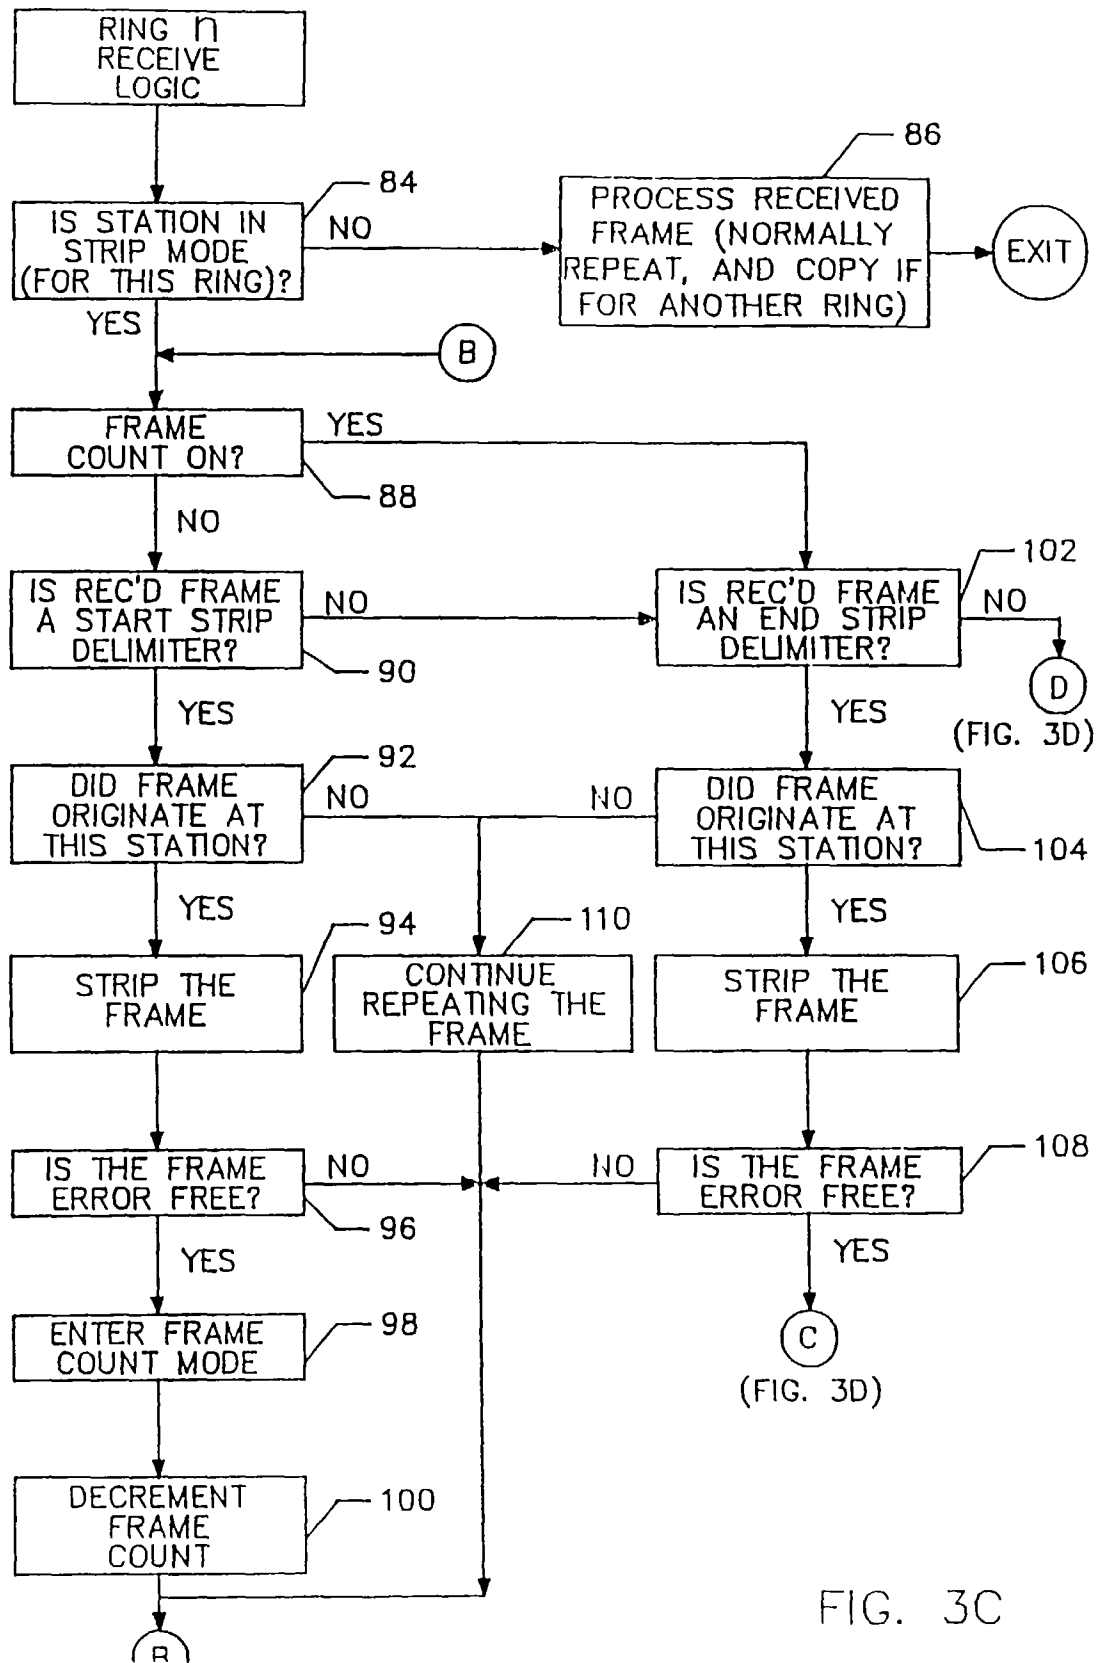 RING n
RECEIVE
LOGIC
86
84
IS STATION IN
STRIP MODE
(FOR THIS RING)?
NO
PROCESS RECEIVED
FRAME (NORMALLY
REPEAT, AND COPY IF
FOR ANOTHER RING)
EXIT
YES
B
FRAME
COUNT ON?
YES
88
NO
102
IS REC'D FRAME
A START STRIP
DELIMITER?
NO
90
IS REC'D FRAME
AN END STRIP
DELIMITER?
NO
D
(FIG. 3D)
YES
YES
92
DID FRAME
ORIGINATE AT
THIS STATION?
NO
NO
DID FRAME
ORIGINATE AT
THIS STATION?
104
YES
YES
94
110
STRIP THE
FRAME
CONTINUE
REPEATING THE
FRAME
STRIP THE
FRAME
106
IS THE FRAME
ERROR FREE?
NO
96
NO
IS THE FRAME
ERROR FREE?
108
YES
YES
ENTER FRAME
COUNT MODE
98
C
(FIG. 3D)
DECREMENT
FRAME
COUNT
100
B
FIG. 3C